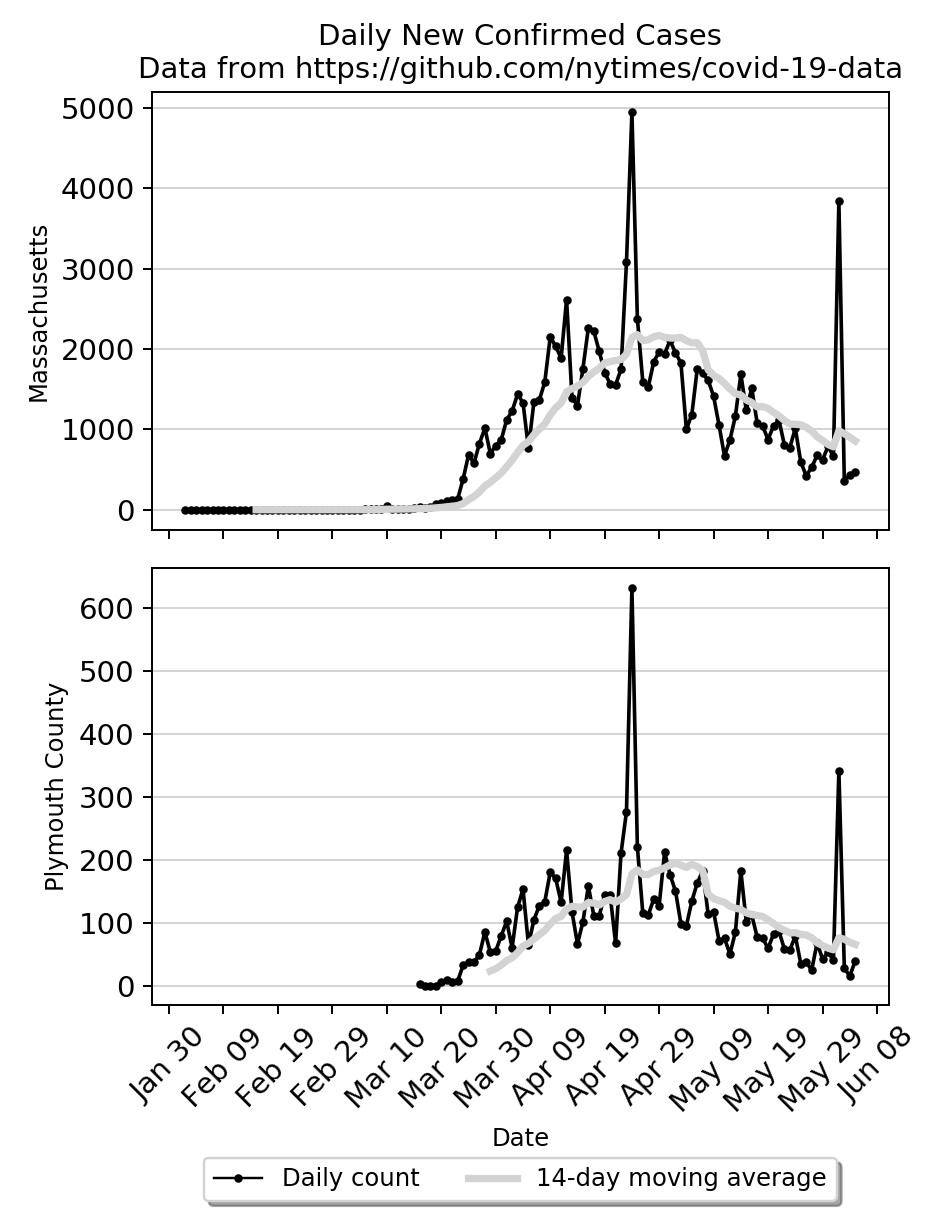 Daily New Confirmed Cases
Data from https://github.com/nytimes/covid-19-data
5000
4000
3000
2000
1000
0
Massachusetts
600
500
400
300
200
100
0
Plymouth County
Jan 30
Feb 09
Feb 19
Feb 29
Mar 10
Mar 20
Mar 30
Apr 09
Apr 19
Apr 29
May 09
May 19
May 29
Jun 08
Date
Daily count
14-day moving average